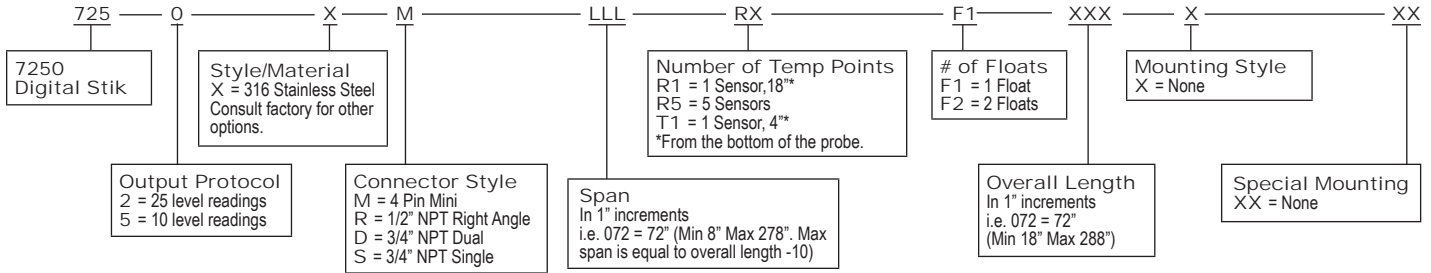 725 0 X M LLL RX F1 XXX X XX
7250
Digital Stik
Style/Material
X = 316 Stainless Steel
Consult factory for other
options.
Number of Temp Points
R1 = 1 Sensor,18"*
R5 = 5 Sensors
T1 = 1 Sensor, 4"*
*From the bottom of the probe.
# of Floats
F1 = 1 Float
F2 = 2 Floats
Mounting Style
X = None
Output Protocol
2 = 25 level readings
5 = 10 level readings
Connector Style
M = 4 Pin Mini
R = 1/2" NPT Right Angle
D = 3/4" NPT Dual
S = 3/4" NPT Single
Span
In 1" increments
i.e. 072 = 72" (Min 8" Max 278". Max
span is equal to overall length -10)
Overall Length
In 1" increments
i.e. 072 = 72"
(Min 18" Max 288")
Special Mounting
XX = None